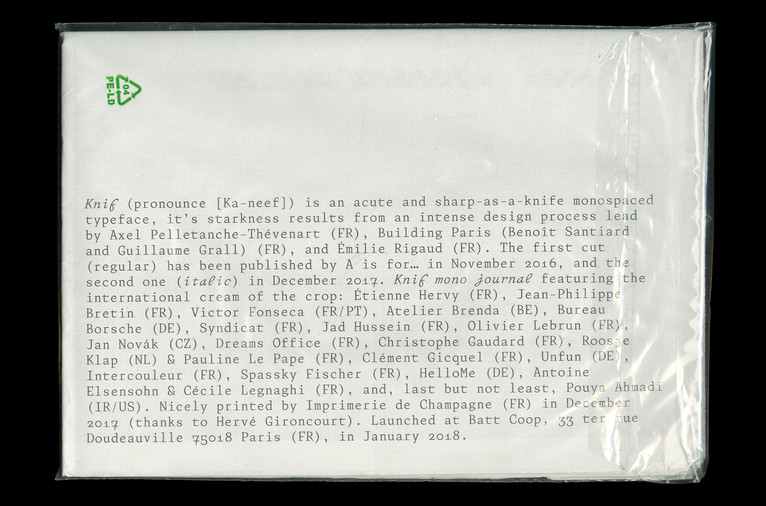 04
PE-LD
Knif (pronounce [Ka-neef]) is an acute and sharp-as-a-knife monospaced
typeface, it's starkness results from an intense design process lead
by Axel Pelletanche-Thévenart (FR), Building Paris (Benoît Santiard
and Guillaume Grall) (FR), and Émilie Rigaud (FR). The first cut
(regular) has been published by A is for… in November 2016, and the
second one (italic) in December 2017. Knif mono journal featuring the
international cream of the crop: Étienne Hervy (FR), Jean-Philippe
Bretin (FR), Victor Fonseca (FR/PT), Atelier Brenda (BE), Bureau
Borsche (DE), Syndicat (FR), Jad Hussein (FR), Olivier Lebrun (FR),
Jan Novák (CZ), Dreams Office (FR), Christophe Gaudard (FR), Roosje
Klap (NL) & Pauline Le Pape (FR), Clément Gicquel (FR), Unfun (DE),
Intercouleur (FR), Spassky Fischer (FR), HelloMe (DE), Antoine
Elsensohn & Cécile Legnaghi (FR), and, last but not least, Pouya Ahmadi
(IR/US). Nicely printed by Imprimerie de Champagne (FR) in December
2017 (thanks to Hervé Gironcourt). Launched at Batt Coop, 33 ter rue
Doudeauville 75018 Paris (FR), in January 2018.